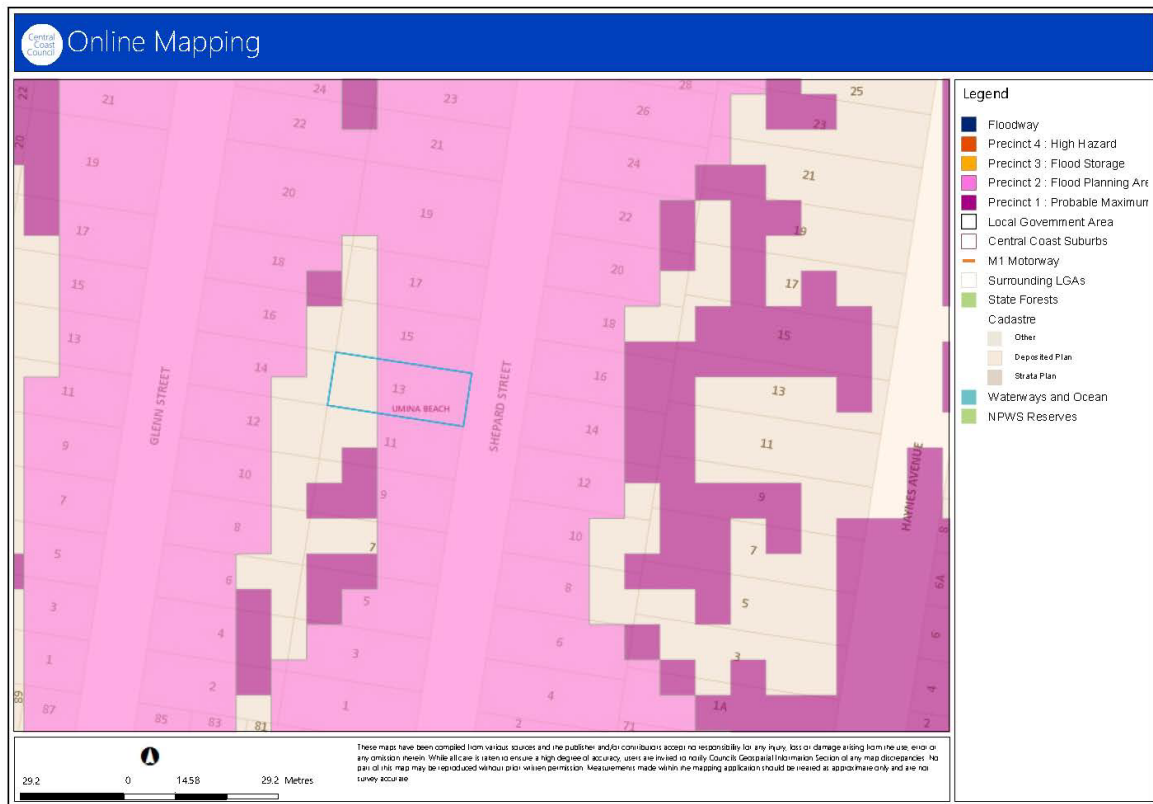 Central
Coast
Council
Online Mapping
Legend
Floodway
Precinct 4 : High Hazard
Precinct 3 : Flood Storage
Precinct 2 : Flood Planning Are
Precinct 1 : Probable Maximum
Local Government Area
Central Coast Suburbs
M1 Motorway
Surrounding LGAs
State Forests
Cadastre
Other
Deposited Plan
Strata Plan
Waterways and Ocean
NPWS Reserves
22
20
21
19
17
15
13
11
9
7
5
3
1
87
89
GLENN STREET
24
22
20
18
16
14
12
10
8
6
4
2
85
83
81
23
21
19
17
15
13
UMINA BEACH
11
9
7
5
3
1
SHEPARD STREET
28
26
24
22
20
18
16
14
12
10
8
6
4
2
71
25
23
21
19
17
15
13
11
9
7
5
3
1A
HAYNES AVENUE
8
6A
6
4
2
29.2 0 14.58 29.2 Metres
These maps have been compiled from various sources and the publisher and/or contributors accept no responsibility for any injury, loss or damage arising from the use, error or
any omission therein. While all care is taken to ensure a high degree of accuracy, users are invited to notify Councils Geospatial Information Section of any map discrepancies. No
part of this map may be reproduced without prior written permission. Measurements made within the mapping application should be treated as approximate only and are not
survey accurate